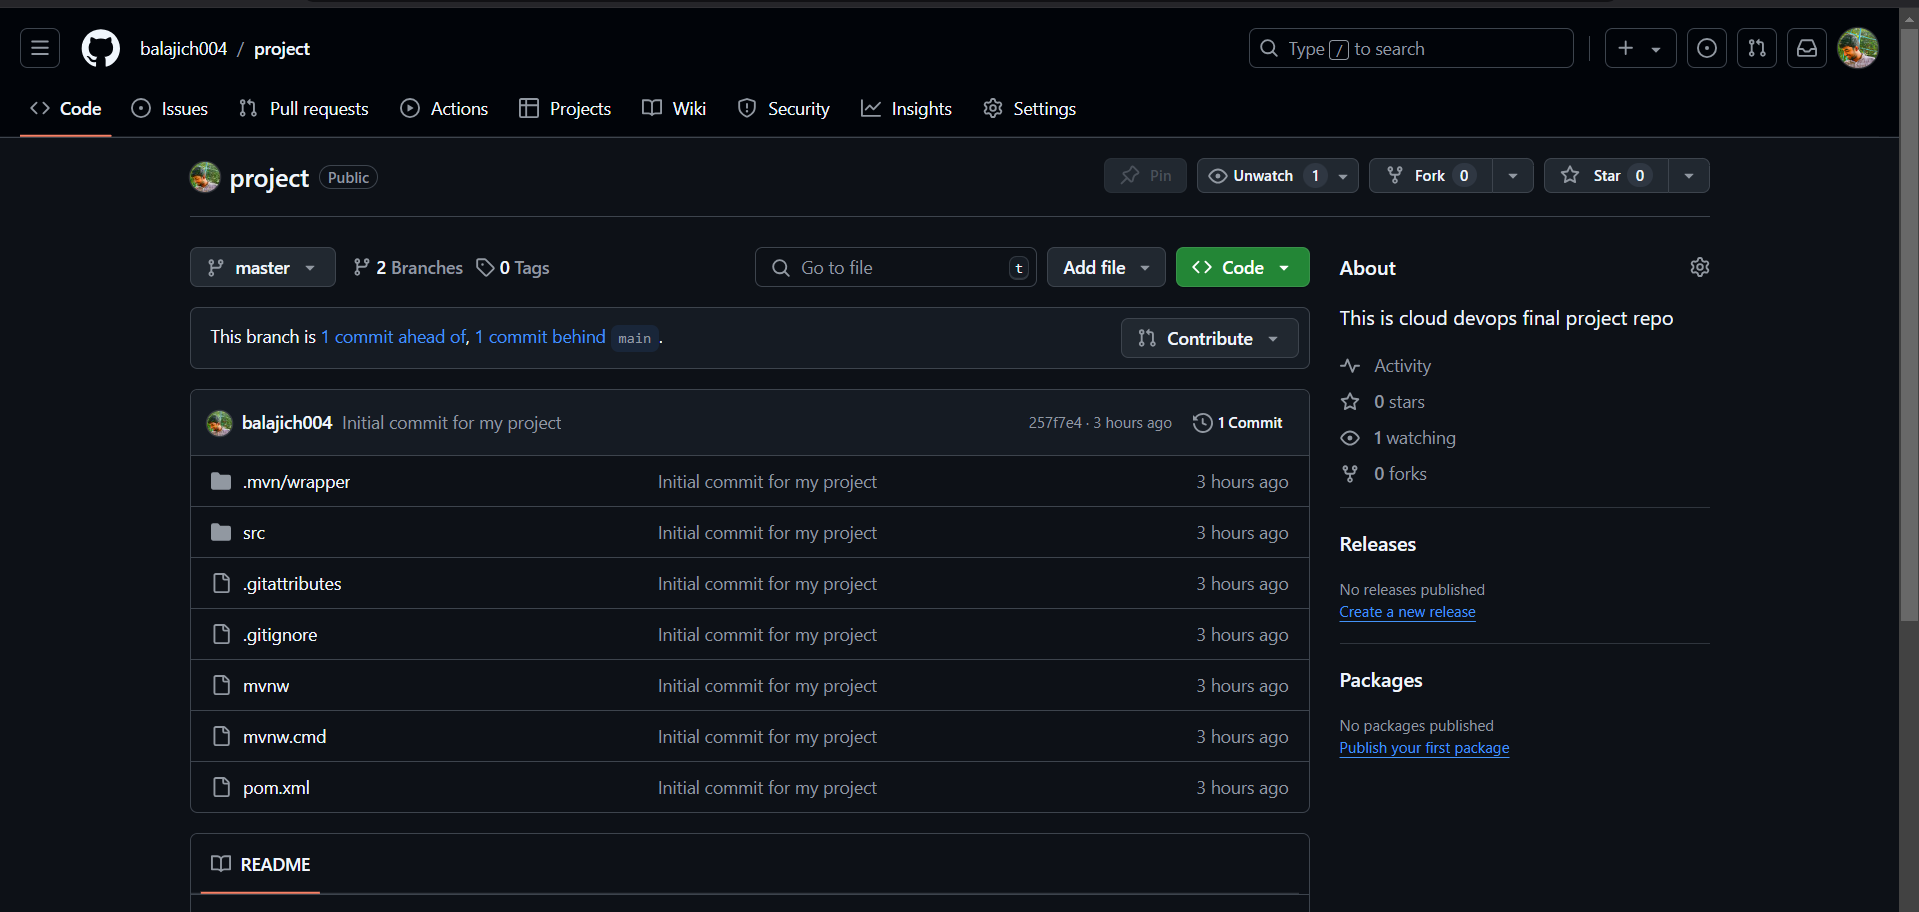 balajich004 / project
Type / to search
Code Issues Pull requests Actions Projects Wiki Security Insights Settings
project Public
Pin Unwatch 1 Fork 0 Star 0
master 2 Branches 0 Tags
Go to file t Add file Code
This branch is 1 commit ahead of, 1 commit behind main .
Contribute
balajich004 Initial commit for my project 257f7e4 · 3 hours ago 1 Commit
.mvn/wrapper Initial commit for my project 3 hours ago
src Initial commit for my project 3 hours ago
.gitattributes Initial commit for my project 3 hours ago
.gitignore Initial commit for my project 3 hours ago
mvnw Initial commit for my project 3 hours ago
mvnw.cmd Initial commit for my project 3 hours ago
pom.xml Initial commit for my project 3 hours ago
README
About
This is cloud devops final project repo
Activity
0 stars
1 watching
0 forks
Releases
No releases published
Create a new release
Packages
No packages published
Publish your first package